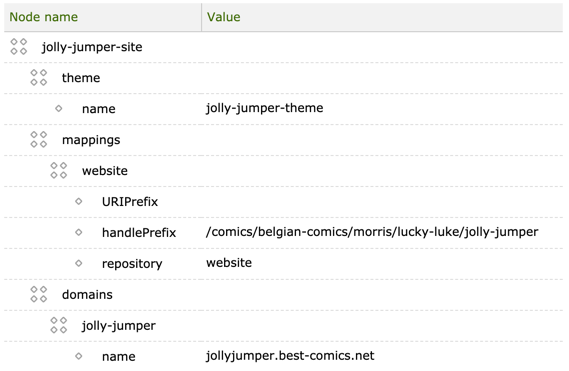 Node name Value
jolly-jumper-site
theme
name jolly-jumper-theme
mappings
website
URIPrefix
handlePrefix /comics/belgian-comics/morris/lucky-luke/jolly-jumper
repository website
domains
jolly-jumper
name jollyjumper.best-comics.net